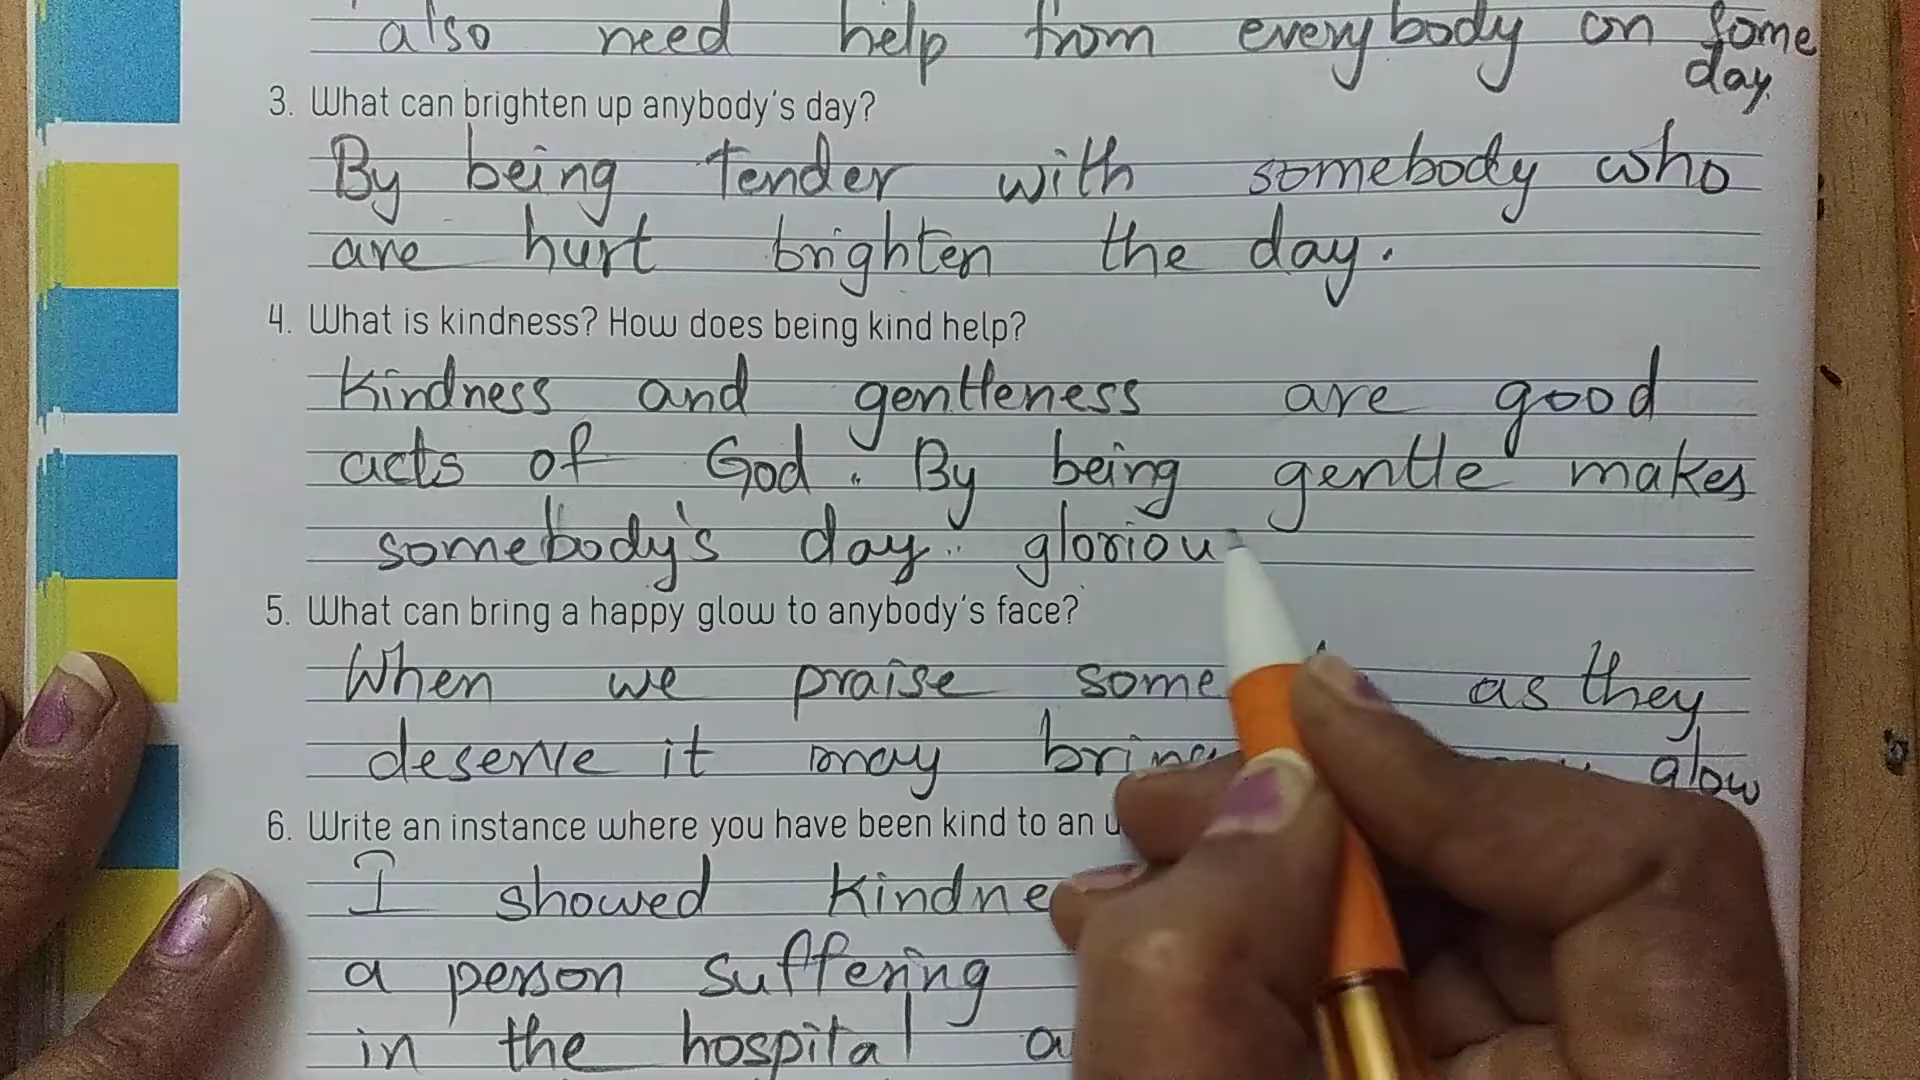 also need help from everybody on some
day.
3. What can brighten up anybody's day?
By being tender with somebody who
are hurt brighten the day.
4. What is kindness? How does being kind help?
Kindness and gentleness are good
acts of God. By being gentle makes
somebody's day.. gloriou
5. What can bring a happy glow to anybody's face?
When we praise some as they
deserve it may bring glow
6. Write an instance where you have been kind to an
I showed kindne
a person suffering
in the hospital